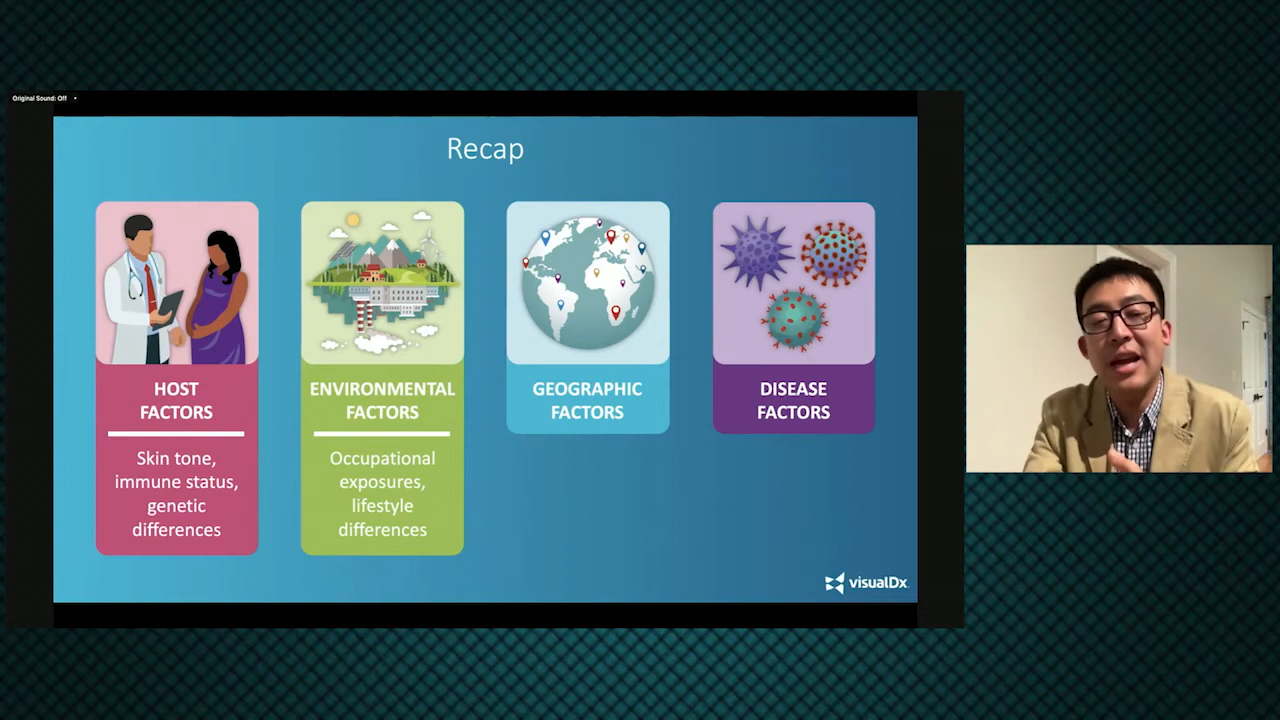 Original Sound: Off
Recap
HOST
FACTORS
Skin tone,
immune status,
genetic
differences
ENVIRONMENTAL
FACTORS
Occupational
exposures,
lifestyle
differences
GEOGRAPHIC
FACTORS
DISEASE
FACTORS
visualDx